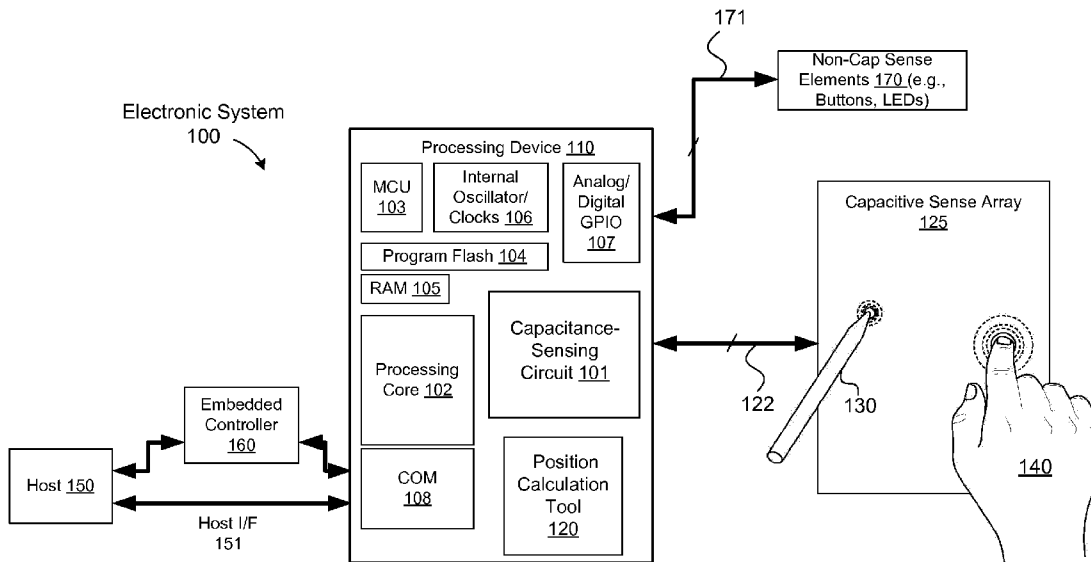 171
Non-Cap Sense
Elements 170 (e.g.,
Buttons, LEDs)
Electronic System
100
Processing Device 110
MCU
103
Internal
Oscillator/
Clocks 106
Analog/
Digital
GPIO
107
Program Flash 104
RAM 105
Capacitive Sense Array
125
Capacitance-
Sensing
Circuit 101
Processing
Core 102
122
130
140
Embedded
Controller
160
Host 150
COM
108
Position
Calculation
Tool
120
Host I/F
151